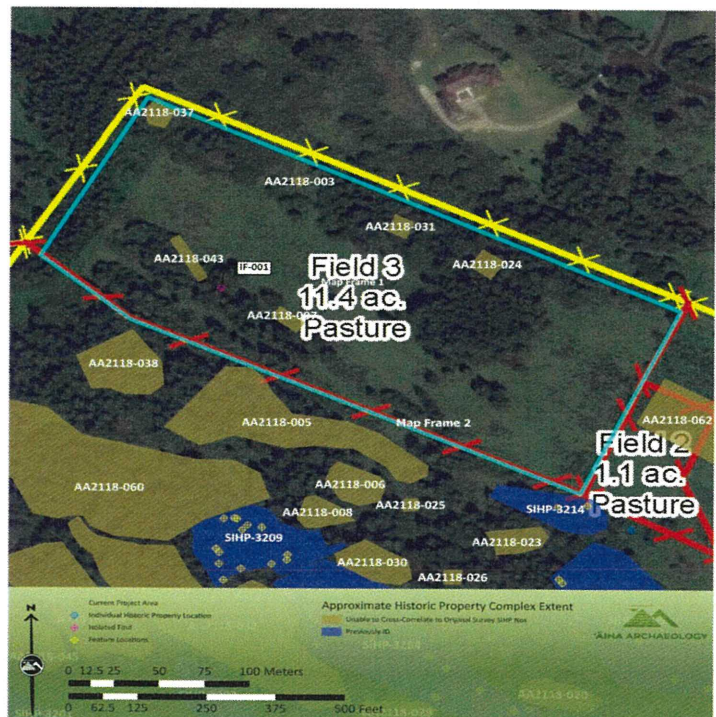 AA2118-037
AA2118-003
AA2118-031
AA2118-043
IF-001
AA2118-024
Field 3
Map Frame 1
11.4 ac.
Pasture
AA2118-038
AA2118-005
Map Frame 2
AA2118-062
Field 2
1.1 ac.
Pasture
AA2118-060
AA2118-006
AA2118-025
AA2118-008
SIHP-3214
SIHP-3209
AA2118-023
AA2118-030
AA2118-026
N
Current Project Area
Individual Historic Property Location
Isolated Find
Feature Locations
Approximate Historic Property Complex Extent
Unable to Cross-Correlate to Original Survey SIHP Nos
Previously ID
ʻĀINA ARCHAEOLOGY
0 12.5 25 50 75 100 Meters
0 62.5 125 250 375 500 Feet